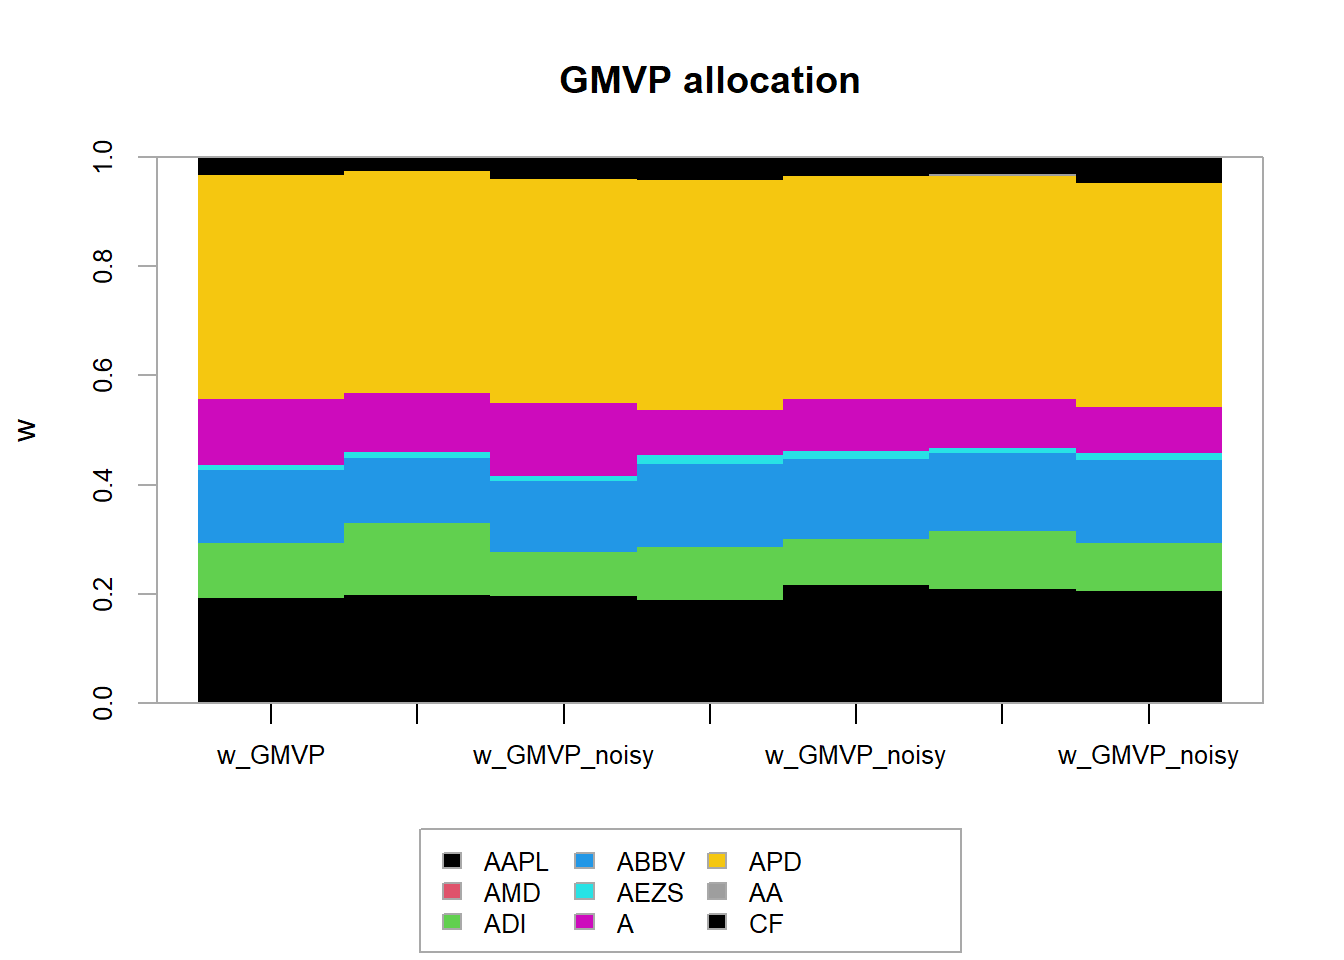 GMVP allocation
w
1.0
0.8
0.6
0.4
0.2
0.0
w_GMVP w_GMVP_noisy w_GMVP_noisy w_GMVP_noisy
AAPL ABBV APD
AMD AEZS AA
ADI A CF